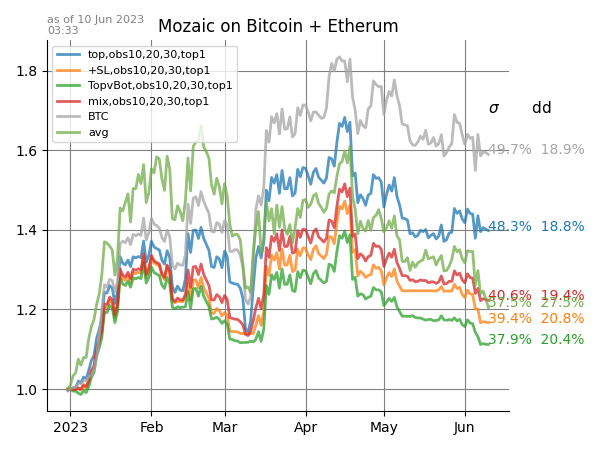 as of 10 Jun 2023
03:33
Mozaic on Bitcoin + Etherum
top,obs10,20,30,top1
+SL,obs10,20,30,top1
TopvBot,obs10,20,30,top1
mix,obs10,20,30,top1
BTC
avg
σ dd
49.7% 18.9%
48.3% 18.8%
40.6% 19.4%
37.5% 27.5%
39.4% 20.8%
37.9% 20.4%
1.8
1.6
1.4
1.2
1.0
2023 Feb Mar Apr May Jun